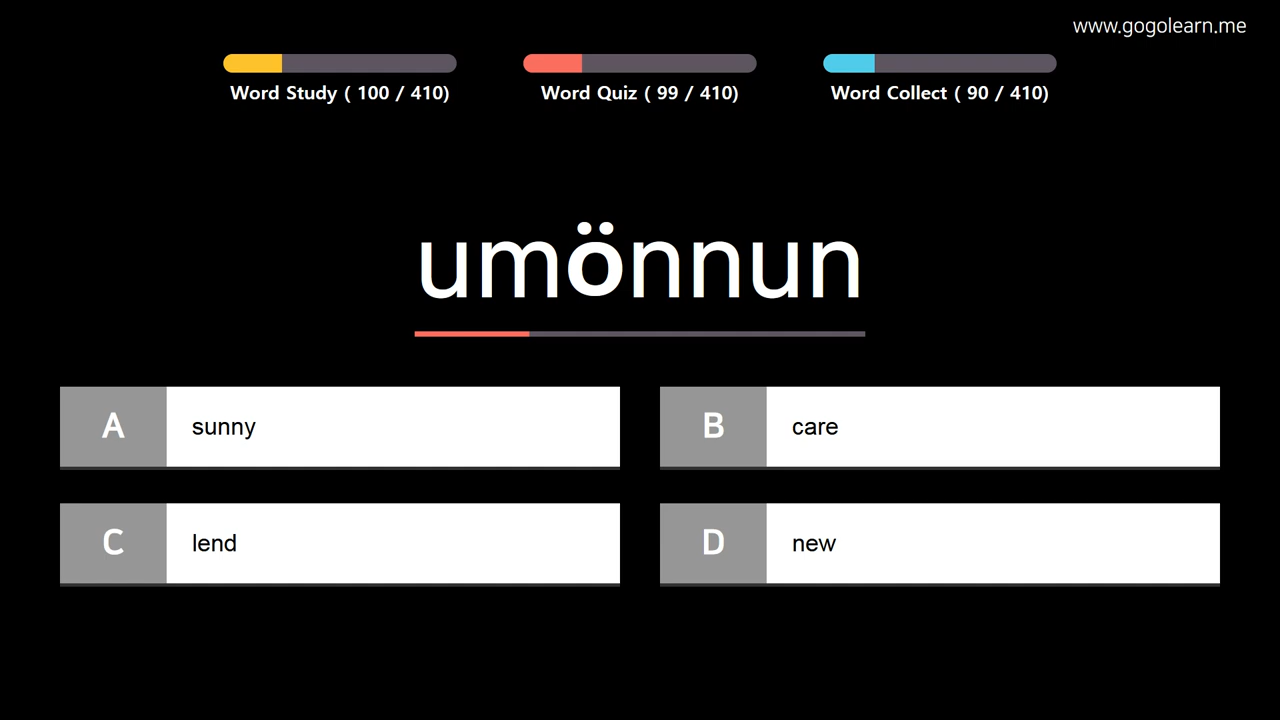 www.gogolearn.me
Word Study ( 100 / 410)
Word Quiz ( 99 / 410)
Word Collect ( 90 / 410)
umönnun
A sunny
B care
C lend
D new